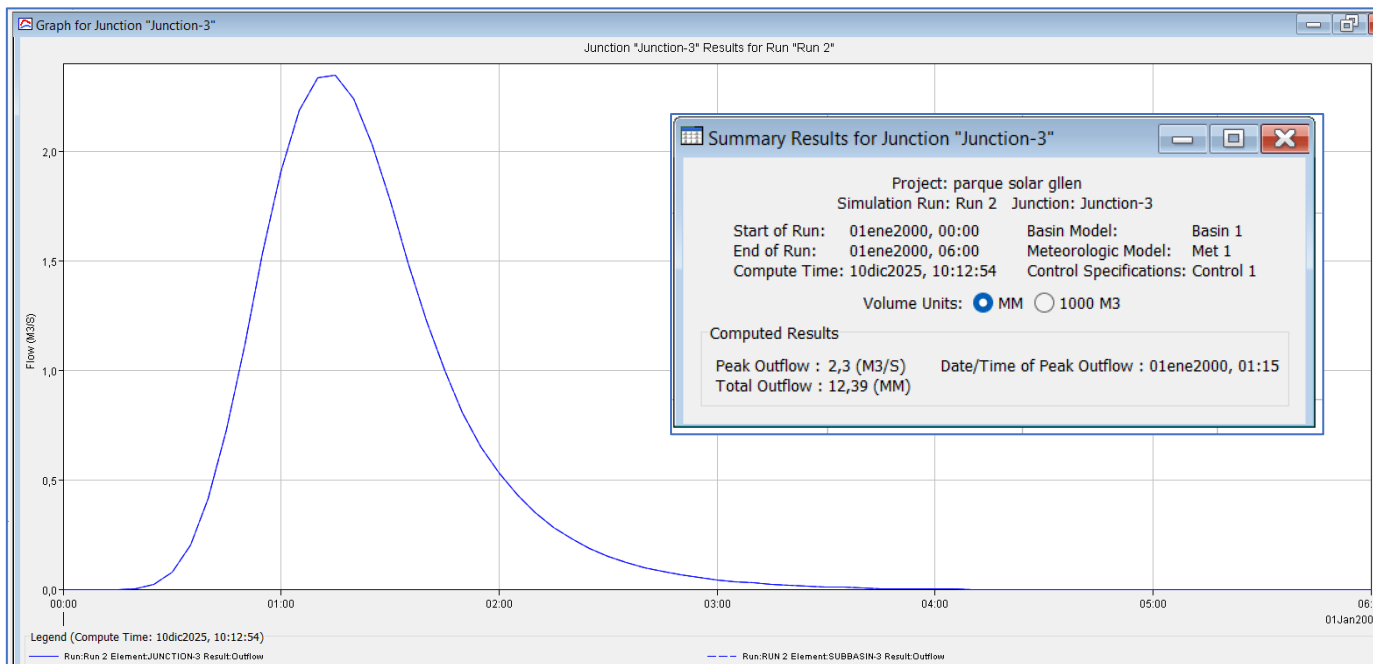 Graph for Junction "Junction-3"
Junction "Junction-3" Results for Run "Run 2"
Flow (M3/S)
2,0
1,5
1,0
0,5
0,0
00:00
01:00
02:00
03:00
04:00
05:00
06:
01Jan200
Summary Results for Junction "Junction-3"
Project: parque solar gllen
Simulation Run: Run 2 Junction: Junction-3
Start of Run: 01ene2000, 00:00 Basin Model: Basin 1
End of Run: 01ene2000, 06:00 Meteorologic Model: Met 1
Compute Time: 10dic2025, 10:12:54 Control Specifications: Control 1
Volume Units: MM 1000 M3
Computed Results
Peak Outflow : 2,3 (M3/S) Date/Time of Peak Outflow : 01ene2000, 01:15
Total Outflow : 12,39 (MM)
Legend (Compute Time: 10dic2025, 10:12:54)
Run:Run 2 Element:JUNCTION-3 Result:Outflow
Run:RUN 2 Element:SUBBASIN-3 Result:Outflow